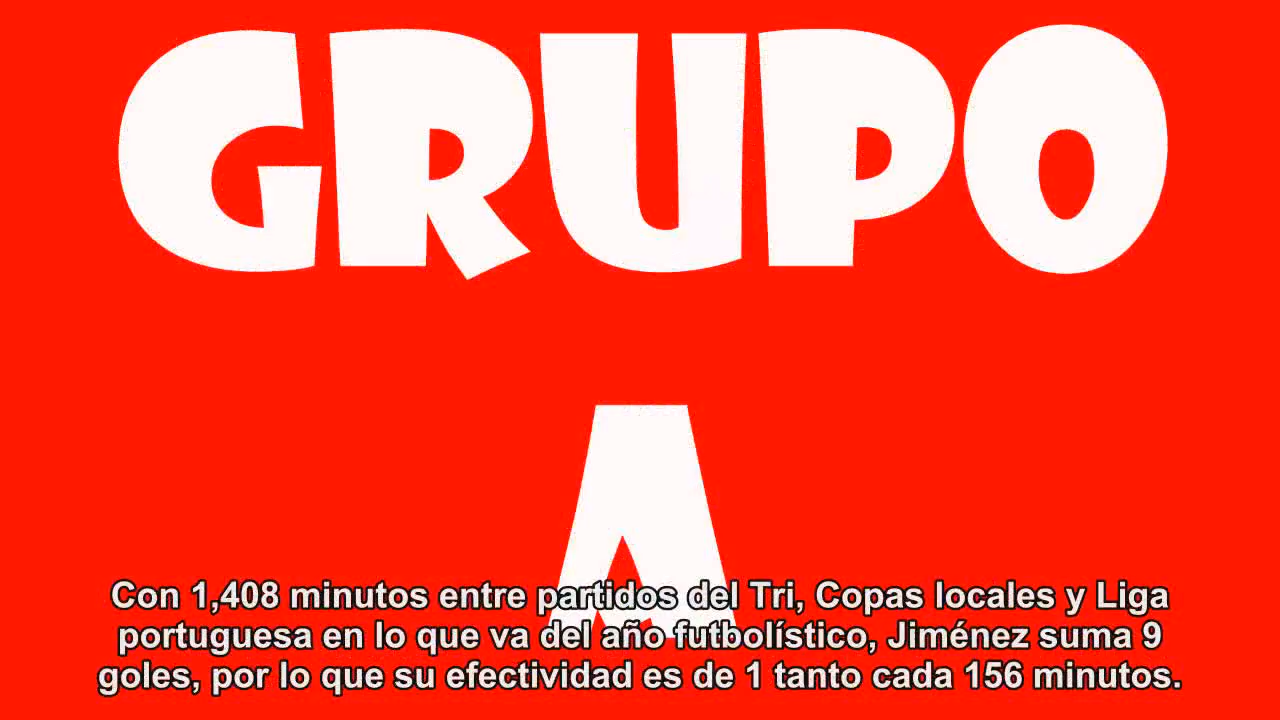 GRUPO
A
Con 1,408 minutos entre partidos del Tri, Copas locales y Liga
portuguesa en lo que va del año futbolístico, Jiménez suma 9
goles, por lo que su efectividad es de 1 tanto cada 156 minutos.